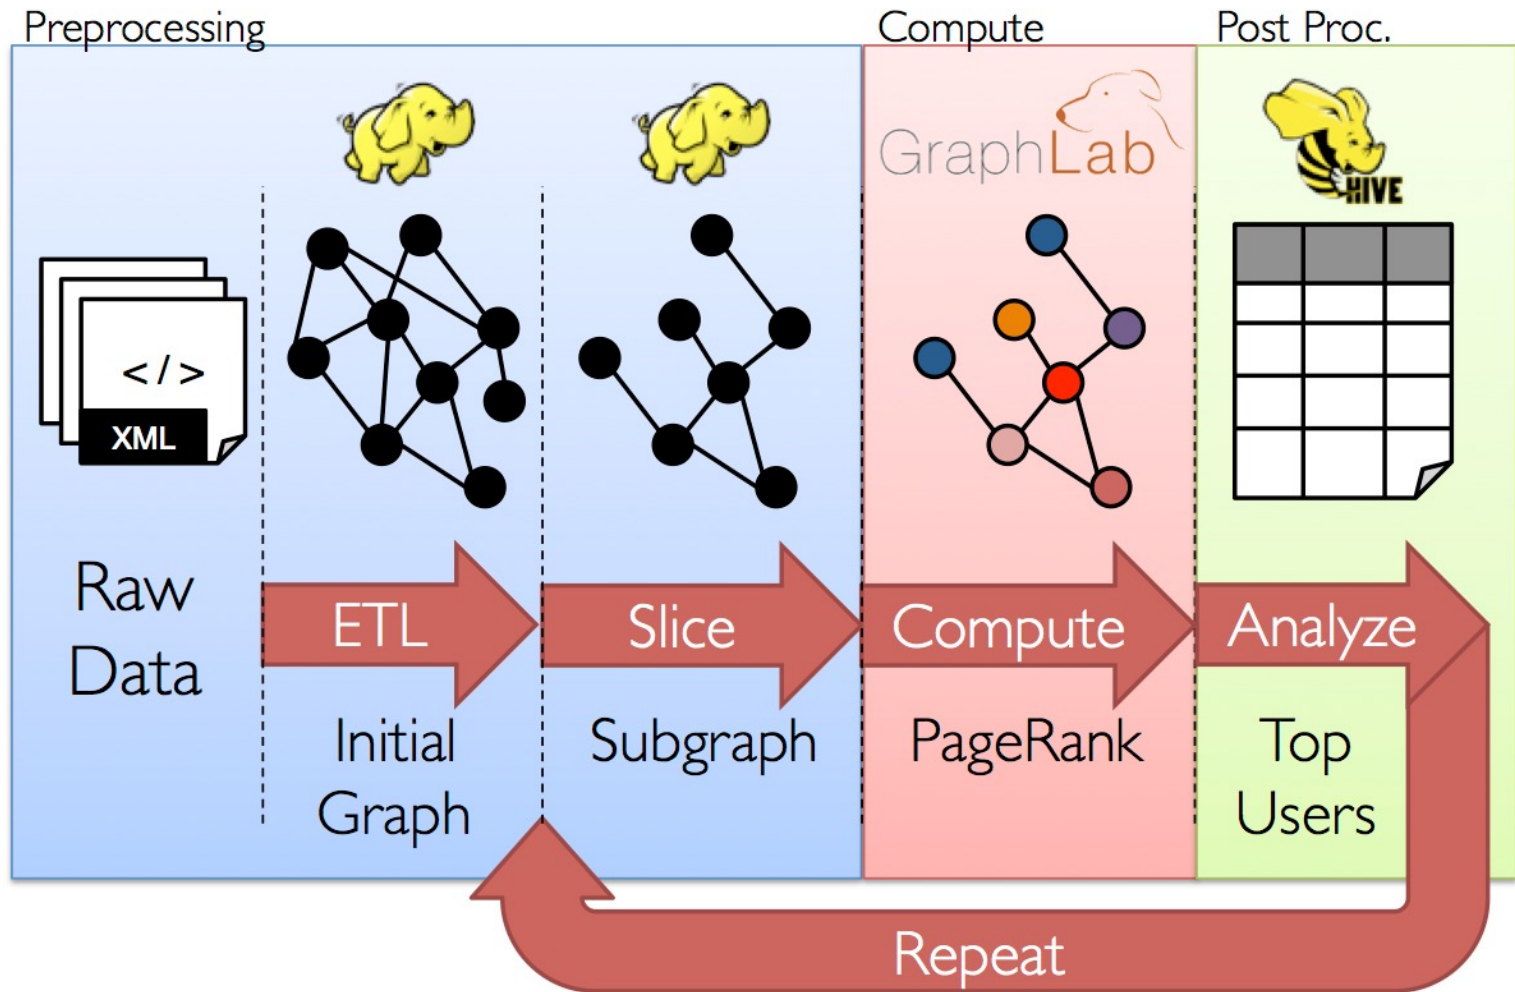 Preprocessing
Compute
Post Proc.
GraphLab
HIVE
</>
XML
Raw
Data
ETL
Slice
Compute
Analyze
Initial
Graph
Subgraph
PageRank
Top
Users
Repeat